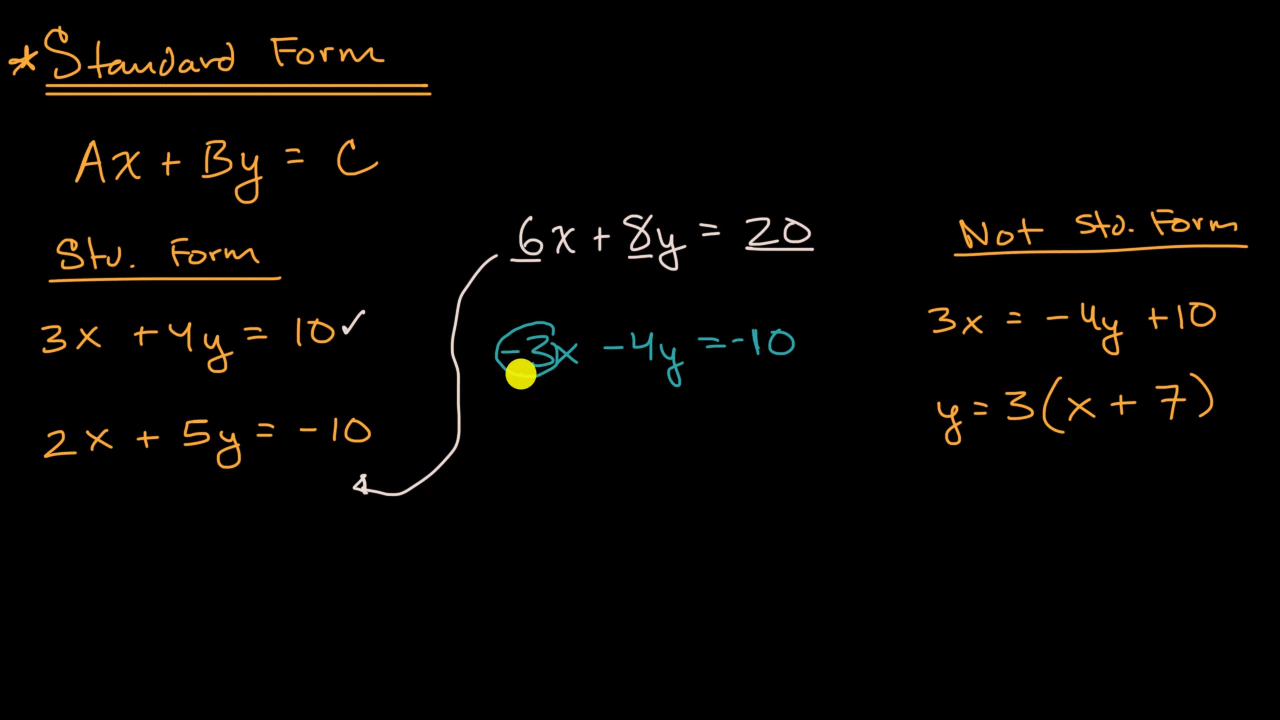 *Standard Form
Ax + By = C
Std. Form
3x + 4y = 10✓
2x + 5y = -10
6x + 8y = 20
-3x - 4y = -10
Not Std. Form
3x = -4y + 10
y = 3(x + 7)